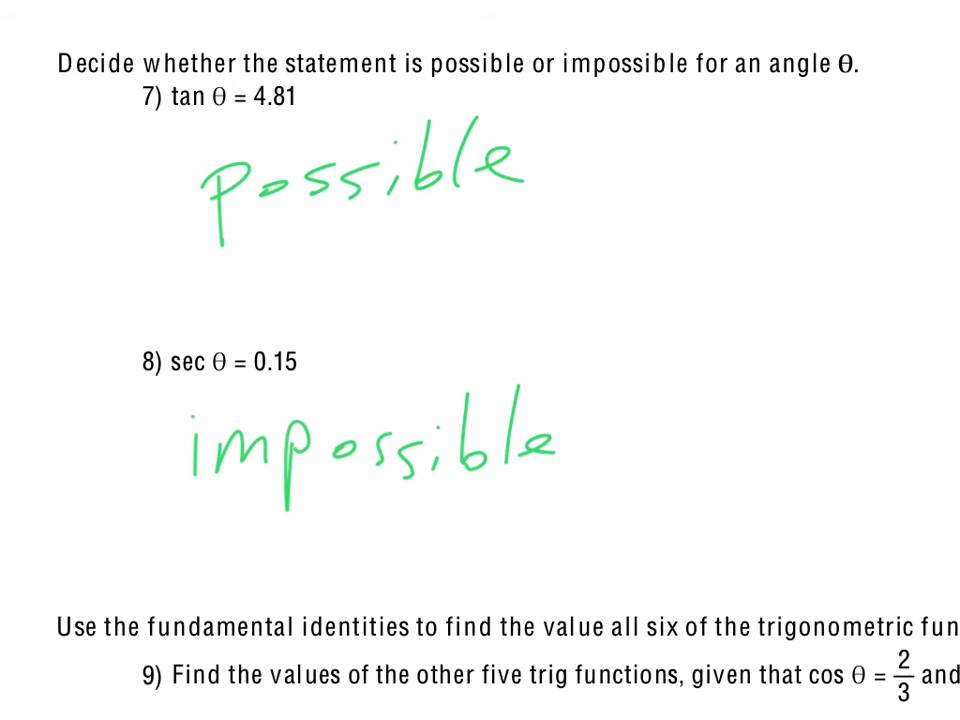 Decide whether the statement is possible or impossible for an angle θ.
7) tan θ = 4.81
possible
8) sec θ = 0.15
impossible
Use the fundamental identities to find the value all six of the trigonometric fun
9) Find the values of the other five trig functions, given that cos θ = 2/3 and